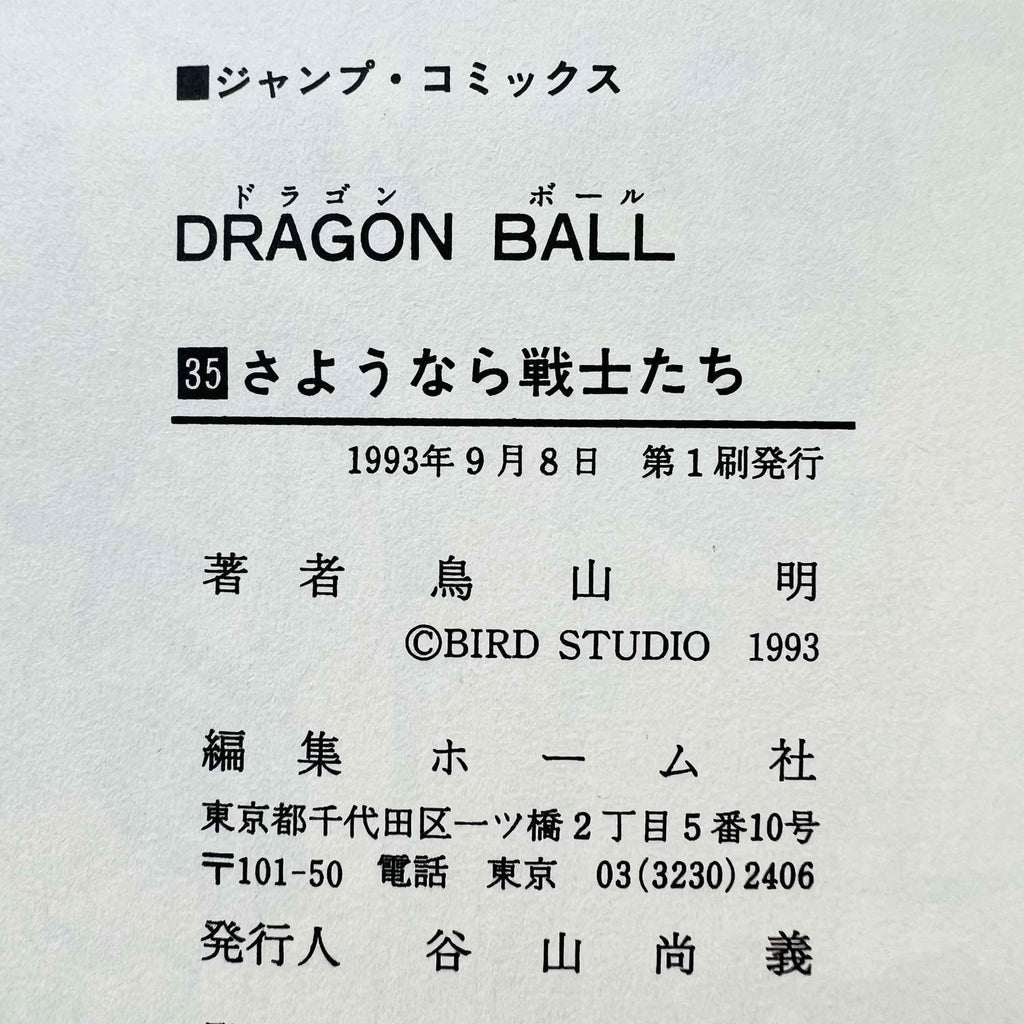 ■ジャンプ・コミックス
ドラゴン ボール
DRAGON BALL
35 さようなら戦士たち
1993年9月8日 第1刷発行
著者 鳥山明
©BIRD STUDIO 1993
編集 ホーム社
東京都千代田区一ツ橋2丁目5番10号
〒101-50 電話 東京 03(3230)2406
発行人 谷山尚義